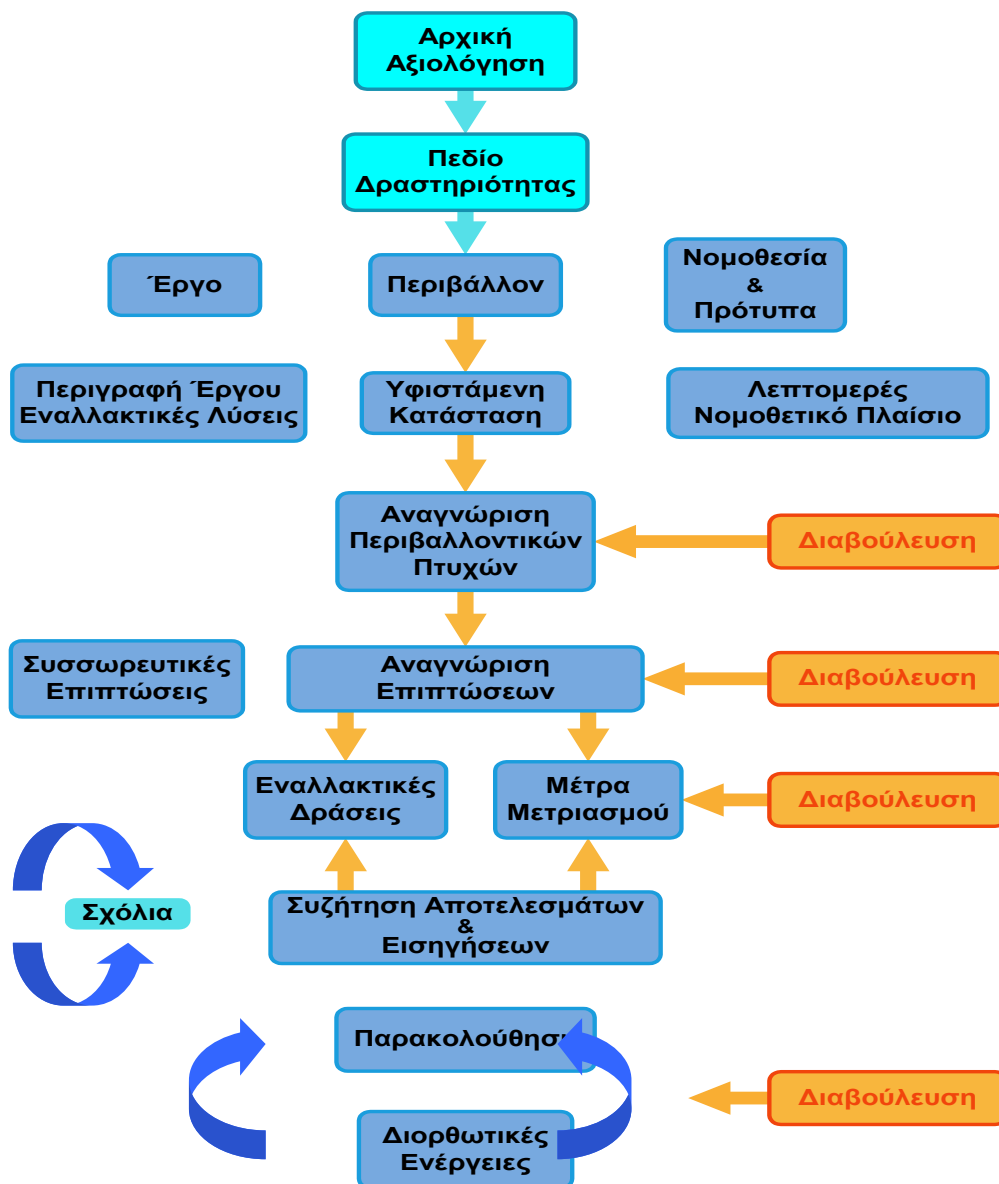 Αρχική
Αξιολόγηση
Πεδίο
Δραστηριότητας
Έργο
Περιβάλλον
Νομοθεσία
&
Πρότυπα
Περιγραφή Έργου
Εναλλακτικές Λύσεις
Υφιστάμενη
Κατάσταση
Λεπτομερές
Νομοθετικό Πλαίσιο
Αναγνώριση
Περιβαλλοντικών
Πτυχών
Διαβούλευση
Συσσωρευτικές
Επιπτώσεις
Αναγνώριση
Επιπτώσεων
Διαβούλευση
Εναλλακτικές
Δράσεις
Μέτρα
Μετριασμού
Διαβούλευση
Σχόλια
Συζήτηση Αποτελεσμάτων
&
Εισηγήσεων
Παρακολούθηση
Διαβούλευση
Διορθωτικές
Ενέργειες